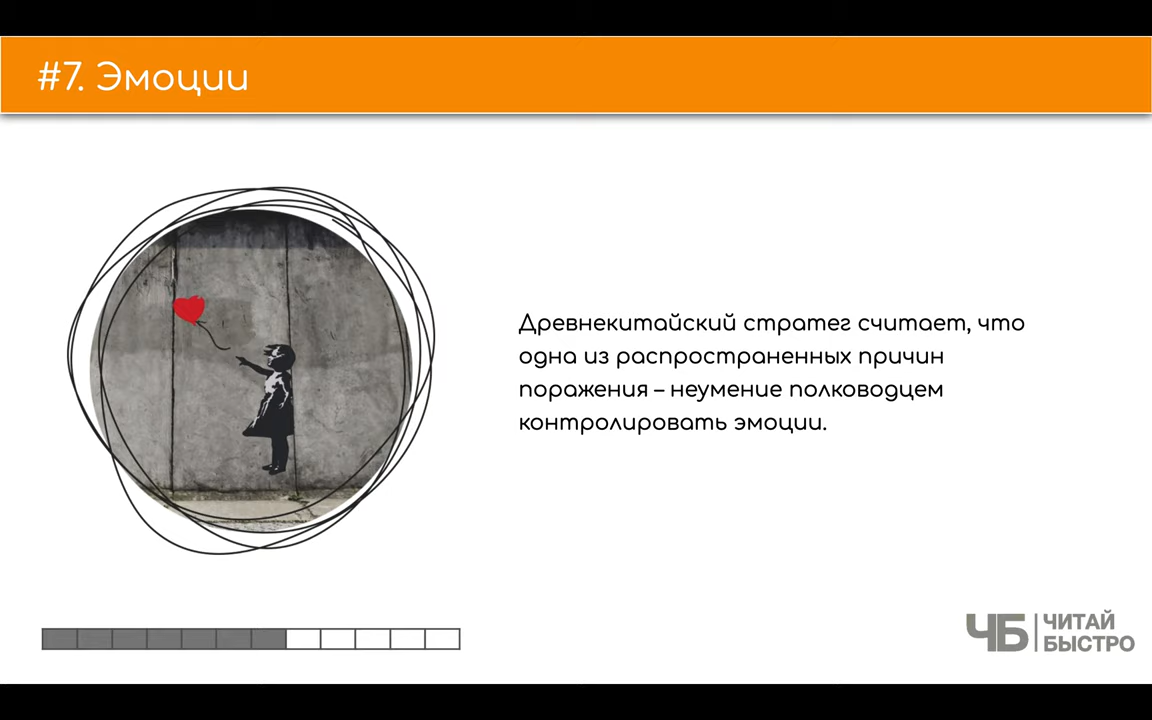 #7. Эмоции
Древнекитайский стратег считает, что
одна из распространенных причин
поражения – неумение полководцем
контролировать эмоции.
ЧБ
ЧИТАЙ
БЫСТРО